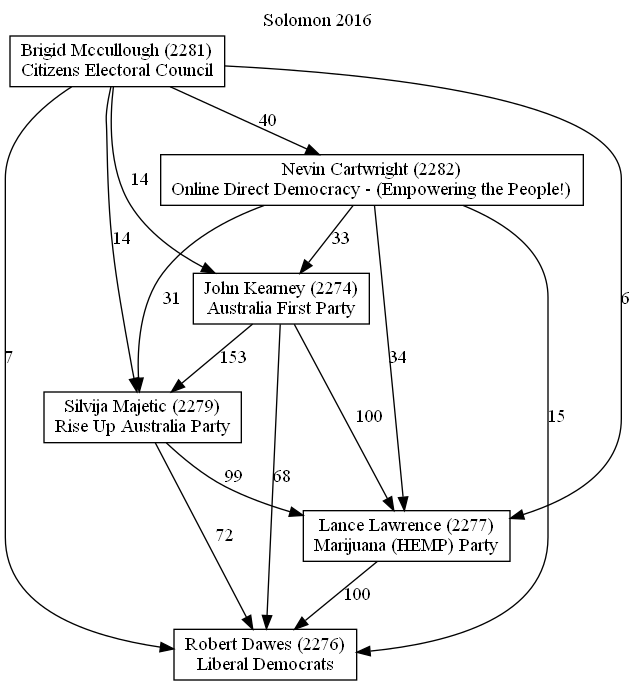 Solomon 2016
Brigid Mccullough (2281)
Citizens Electoral Council
40
Nevin Cartwright (2282)
Online Direct Democracy - (Empowering the People!)
14
14
33
John Kearney (2274)
Australia First Party
31
6
7
153
34
Silvija Majetic (2279)
Rise Up Australia Party
100
15
99
68
Lance Lawrence (2277)
Marijuana (HEMP) Party
72
100
Robert Dawes (2276)
Liberal Democrats